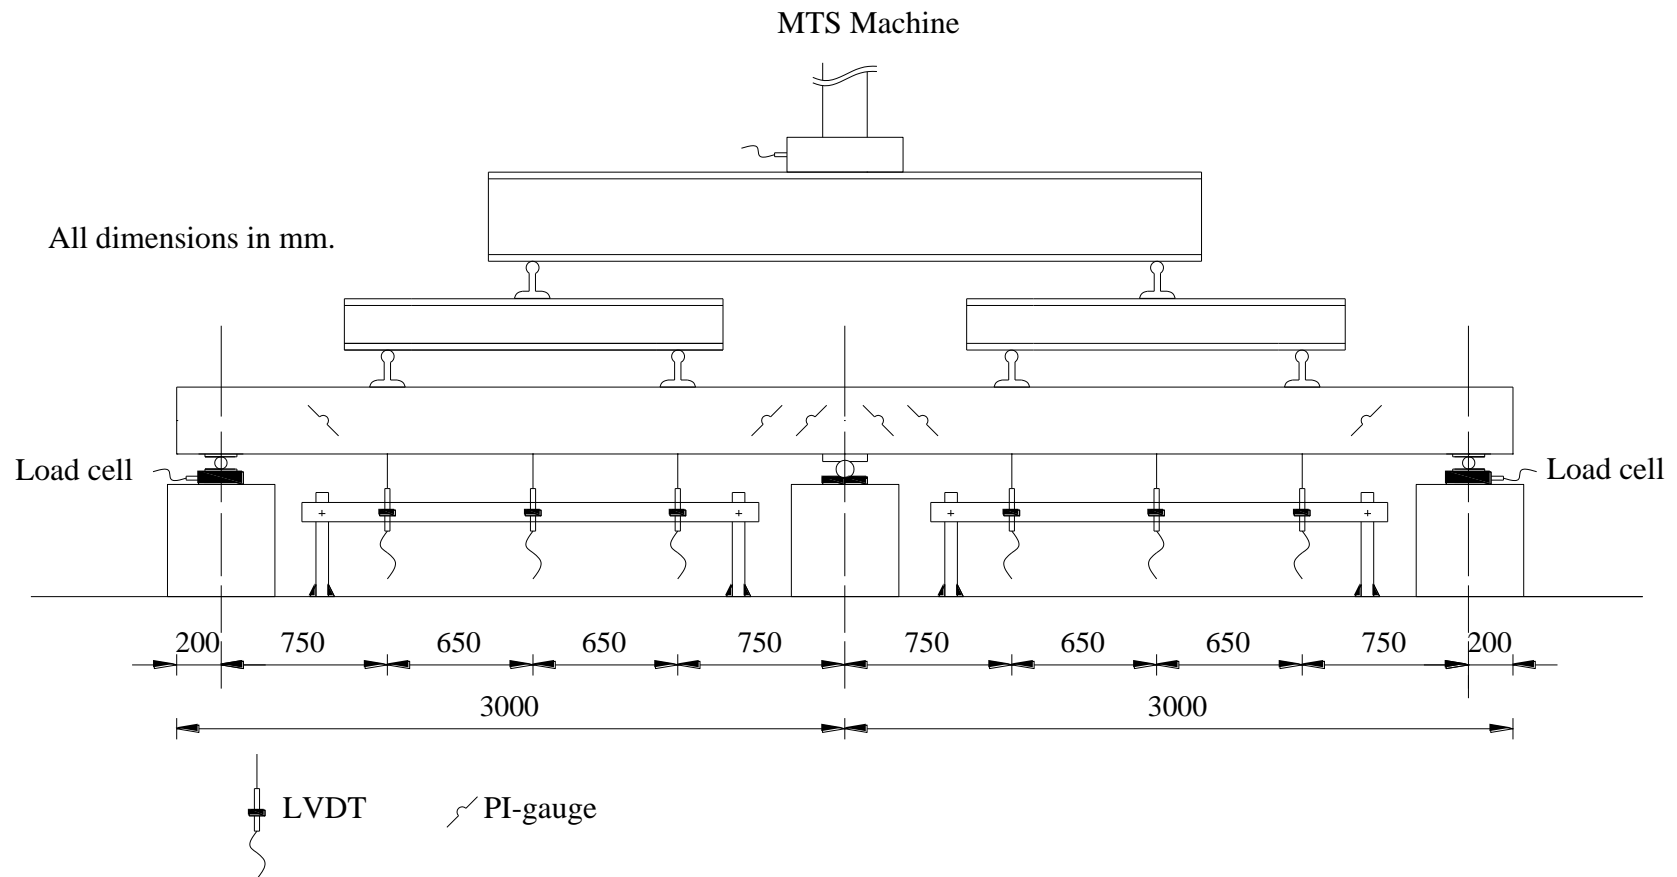 MTS Machine
All dimensions in mm.
Load cell
Load cell
200 750 650 650 750 750 650 650 750 200
3000 3000
LVDT PI-gauge